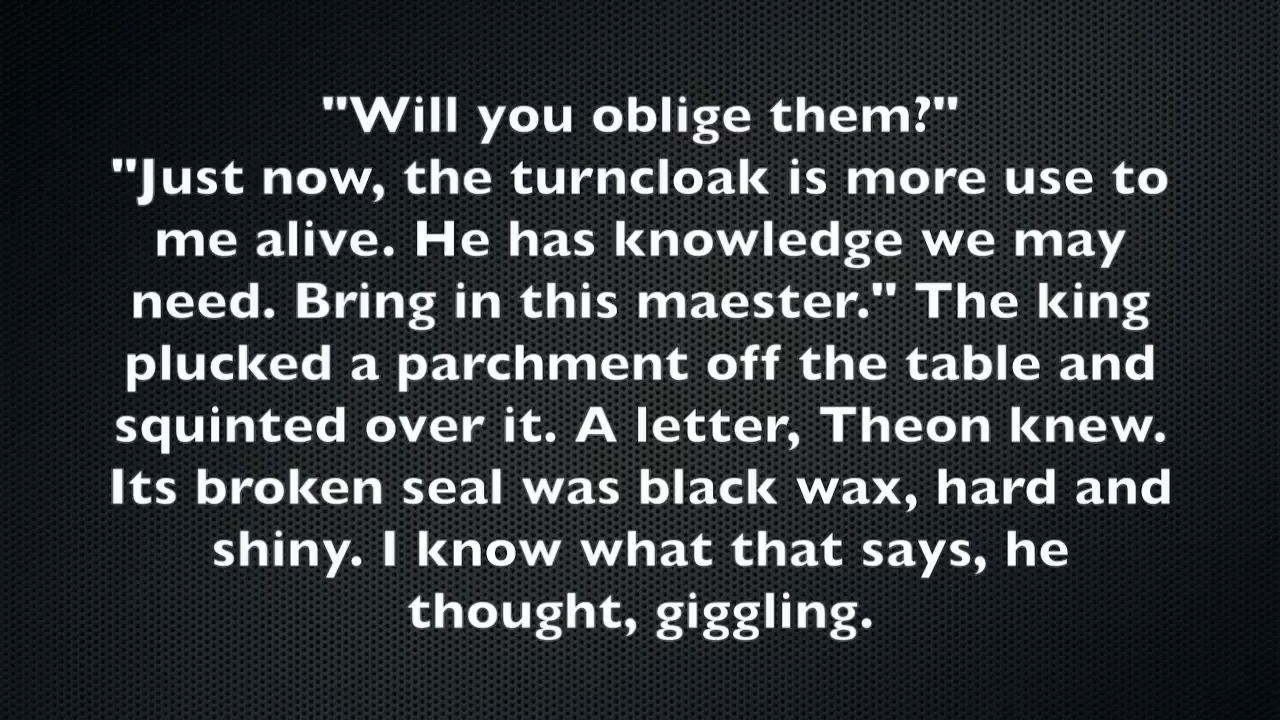 "Will you oblige them?"
"Just now, the turncloak is more use to
me alive. He has knowledge we may
need. Bring in this maester." The king
plucked a parchment off the table and
squinted over it. A letter, Theon knew.
Its broken seal was black wax, hard and
shiny. I know what that says, he
thought, giggling.